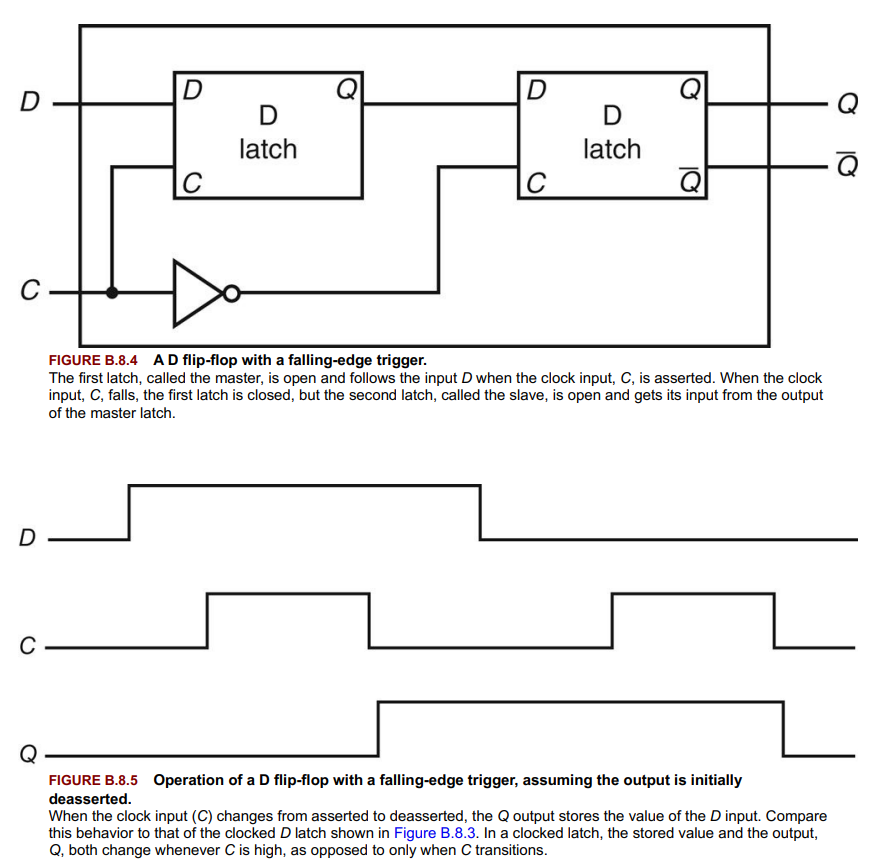 D
D
Q
D
latch
C
D
Q
D
latch
C
Q̅
Q
Q̅
C
FIGURE B.8.4 A D flip-flop with a falling-edge trigger.
The first latch, called the master, is open and follows the input D when the clock input, C, is asserted. When the clock
input, C, falls, the first latch is closed, but the second latch, called the slave, is open and gets its input from the output
of the master latch.
D
C
Q
FIGURE B.8.5 Operation of a D flip-flop with a falling-edge trigger, assuming the output is initially
deasserted.
When the clock input (C) changes from asserted to deasserted, the Q output stores the value of the D input. Compare
this behavior to that of the clocked D latch shown in Figure B.8.3. In a clocked latch, the stored value and the output,
Q, both change whenever C is high, as opposed to only when C transitions.